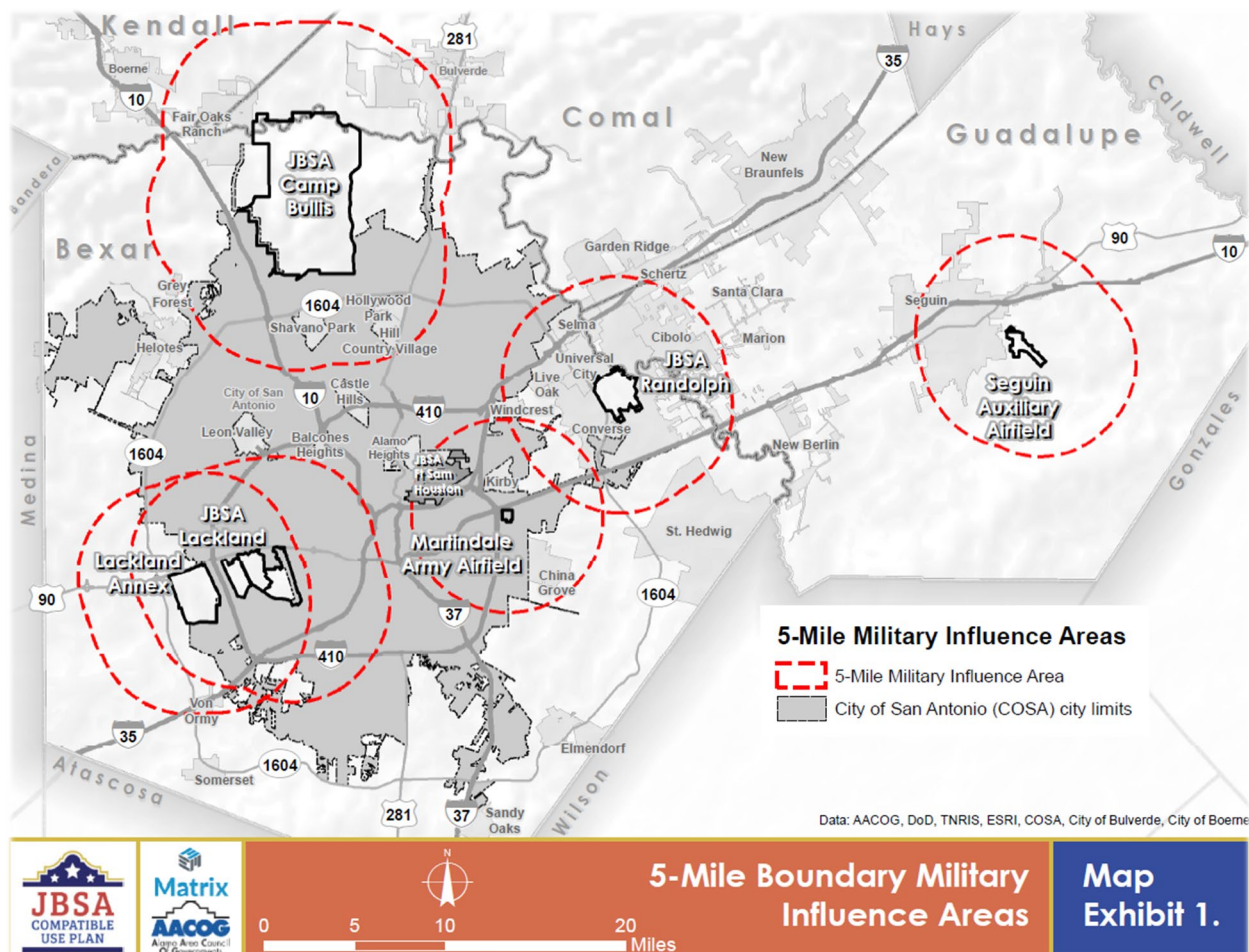 Kendall
281
Hays
Boerne
Bulverde
35
10
Fair Oaks
Ranch
Comal
Caldwell
Guadalupe
JBSA
Camp
Bullis
New
Braunfels
Bandera
Bexar
Garden Ridge
90
10
Schertz
Grey
Forest
1604
Hollywood
Park
Santa Clara
Seguin
Shavano Park
Hill
Country Village
Selma
Cibolo
Marion
Helotes
Universal
City
JBSA
Randolph
Live
Oak
Seguin
Auxiliary
Airfield
City of San
Antonio
10
Castle
Hills
410
Windcrest
Leon Valley
Balcones
Heights
Alamo
Heights
Converse
New Berlin
Medina
1604
JBSA
Ft Sam
Houston
Kirby
Gonzales
JBSA
Lackland
Martindale
Army Airfield
St. Hedwig
Lackland
Annex
China
Grove
90
37
1604
410
Von
Ormy
35
Elmendorf
Atascosa
Somerset
1604
Wilson
281
37
Sandy
Oaks
5-Mile Military Influence Areas
5-Mile Military Influence Area
City of San Antonio (COSA) city limits
Data: AACOG, DoD, TNRIS, ESRI, COSA, City of Bulverde, City of Boerne
JBSA
COMPATIBLE
USE PLAN
Matrix
AACOG
Alamo Area Council
Of Governments
N
0 5 10 20
Miles
5-Mile Boundary Military
Influence Areas
Map
Exhibit 1.